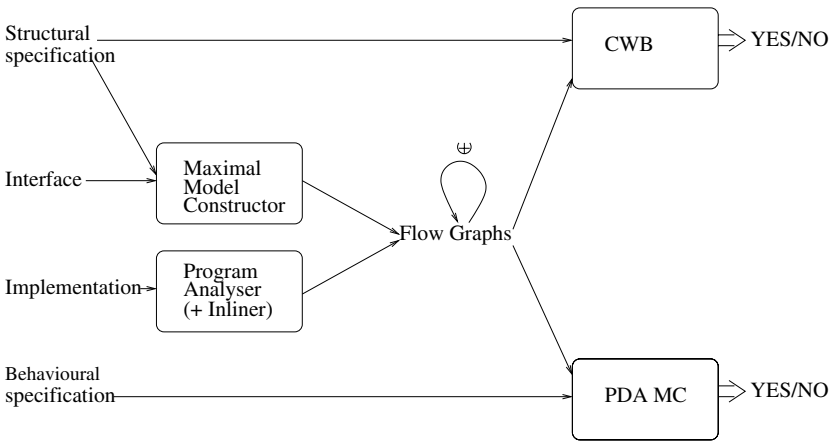 Structural
specification
CWB
YES/NO
⊕
Interface
Maximal
Model
Constructor
Flow Graphs
Implementation
Program
Analyser
(+ Inliner)
Behavioural
specification
PDA MC
YES/NO